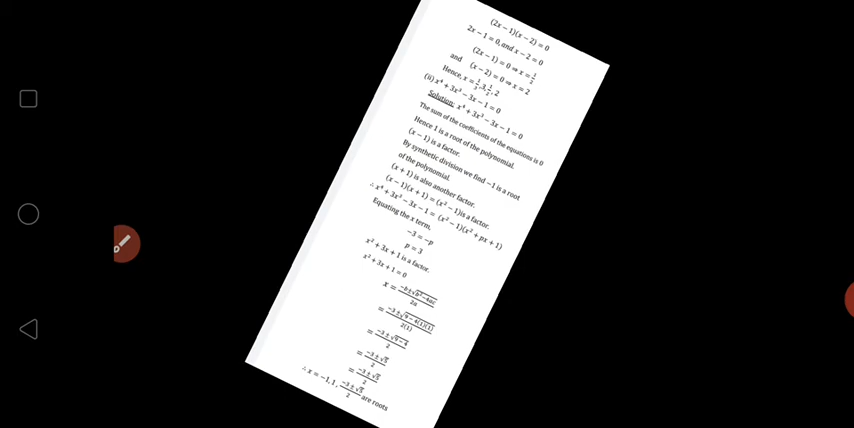 (2x − 1)(x − 2) = 0
2x − 1 = 0, and x − 2 = 0
(2x − 1) = 0 ⇒ x = 1/2
and (x − 2) = 0 ⇒ x = 2
Hence, x = 1/3, 3, 1/2, 2
(ii) x⁴ + 3x³ − 3x − 1 = 0
Solution: x⁴ + 3x³ − 3x − 1 = 0
The sum of the coefficients of the equations is 0
Hence 1 is a root of the polynomial.
(x − 1) is a factor.
By synthetic division we find −1 is a root
of the polynomial.
(x + 1) is also another factor.
(x − 1)(x + 1) = (x² − 1)is a factor.
∴ x⁴ + 3x³ − 3x − 1 = (x² − 1)(x² + px + 1)
Equating the x term,
−3 = −p
p = 3
x² + 3x + 1 is a factor.
x² + 3x + 1 = 0
x = (−b±√(b²−4ac))/2a
= (−3 ± √(9 − 4(1)(1)))/2(1)
= (−3 ± √(9−4))/2
= (−3 ± √5)/2
= (−3 ± √5)/2
∴ x = −1, 1, (−3 ± √5)/2 are roots